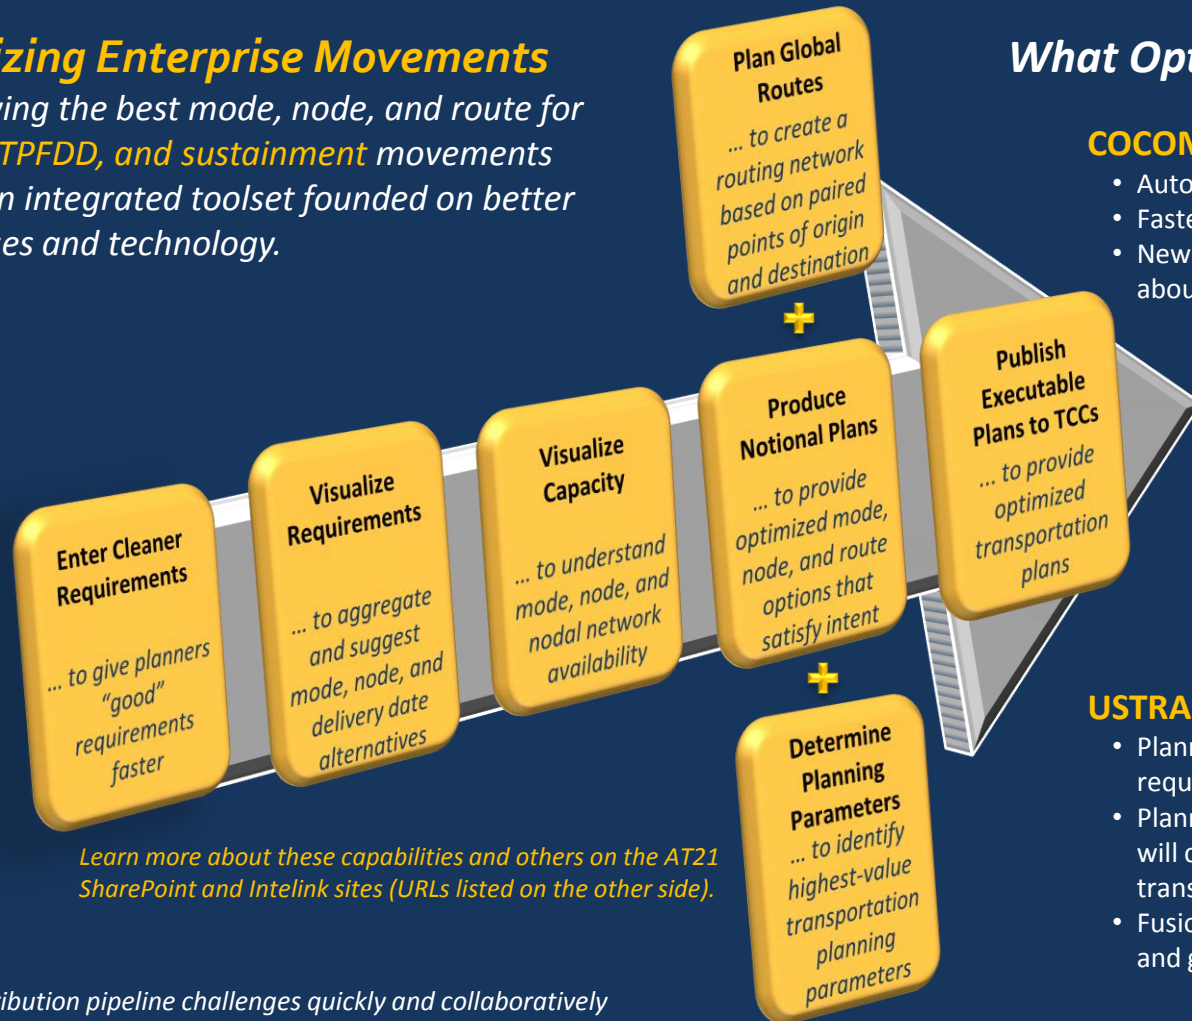 izing Enterprise Movements
ing the best mode, node, and route for
TPFDD, and sustainment movements
n integrated toolset founded on better
es and technology.
Plan Global
Routes
... to create a
routing network
based on paired
points of origin
and destination
What Opt
COCON
• Auto
• Faste
• New
abou
Enter Cleaner
Requirements
... to give planners
“good”
requirements
faster
Visualize
Requirements
... to aggregate
and suggest
mode, node, and
delivery date
alternatives
Visualize
Capacity
... to understand
mode, node, and
nodal network
availability
Produce
Notional Plans
... to provide
optimized mode,
node, and route
options that
satisfy intent
Publish
Executable
Plans to TCCs
... to provide
optimized
transportation
plans
Determine
Planning
Parameters
... to identify
highest-value
transportation
planning
parameters
USTRA
• Plann
requ
• Plann
will c
trans
• Fusio
and g
Learn more about these capabilities and others on the AT21
SharePoint and Intelink sites (URLs listed on the other side).
ribution pipeline challenges quickly and collaboratively